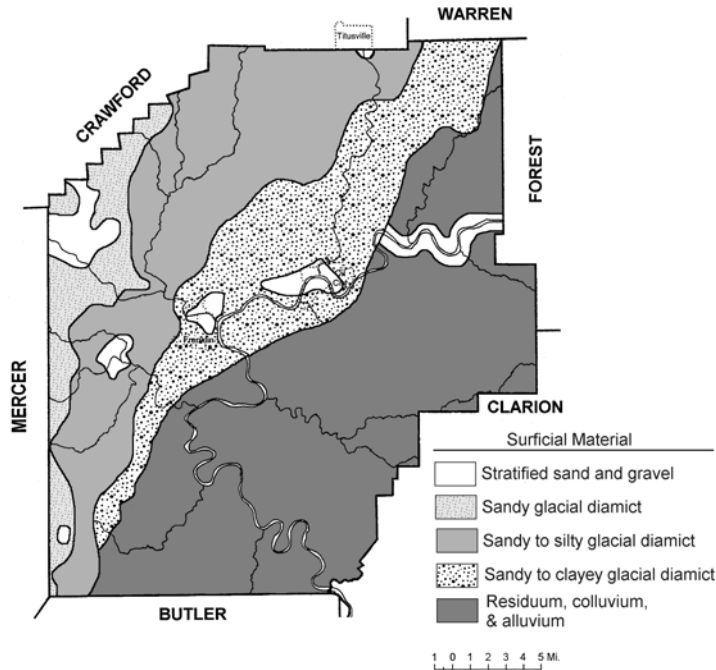 WARREN
Titusville
CRAWFORD
FOREST
MERCER
Franklin
CLARION
BUTLER
Surficial Material
Stratified sand and gravel
Sandy glacial diamict
Sandy to silty glacial diamict
Sandy to clayey glacial diamict
Residuum, colluvium,
& alluvium
1 0 1 2 3 4 5 Mi.